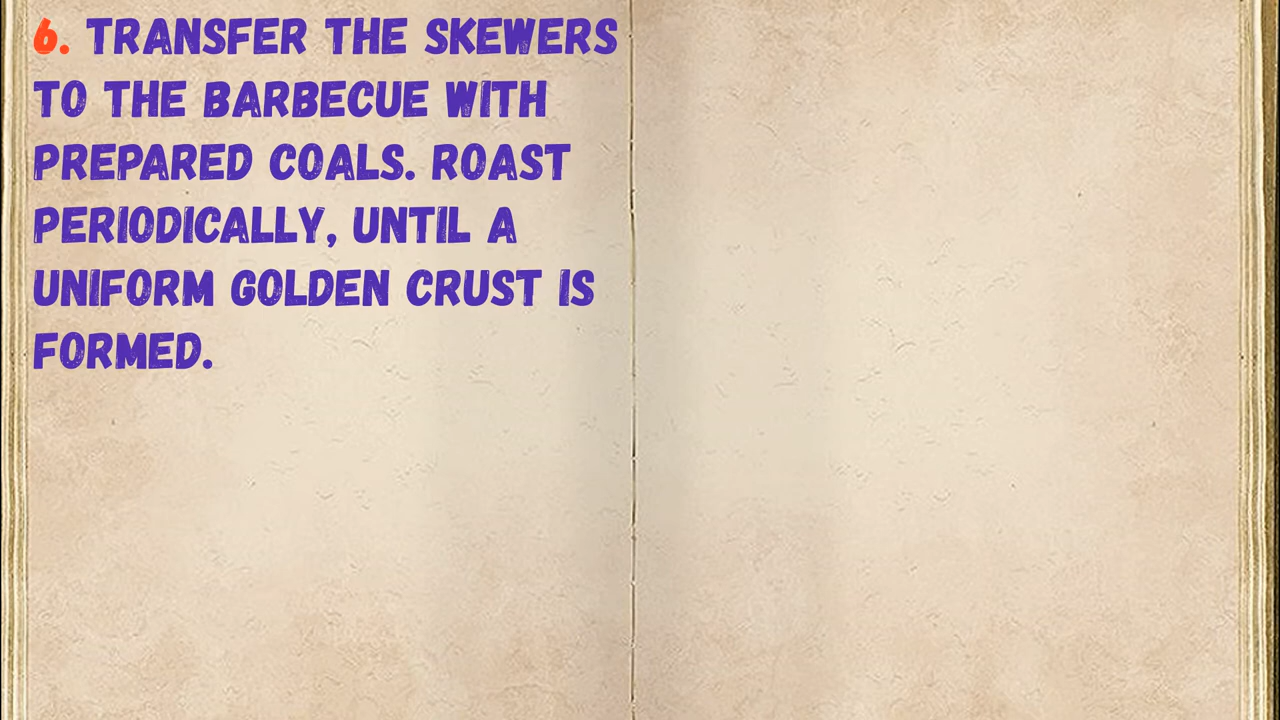 6. TRANSFER THE SKEWERS
TO THE BARBECUE WITH
PREPARED COALS. ROAST
PERIODICALLY, UNTIL A
UNIFORM GOLDEN CRUST IS
FORMED.